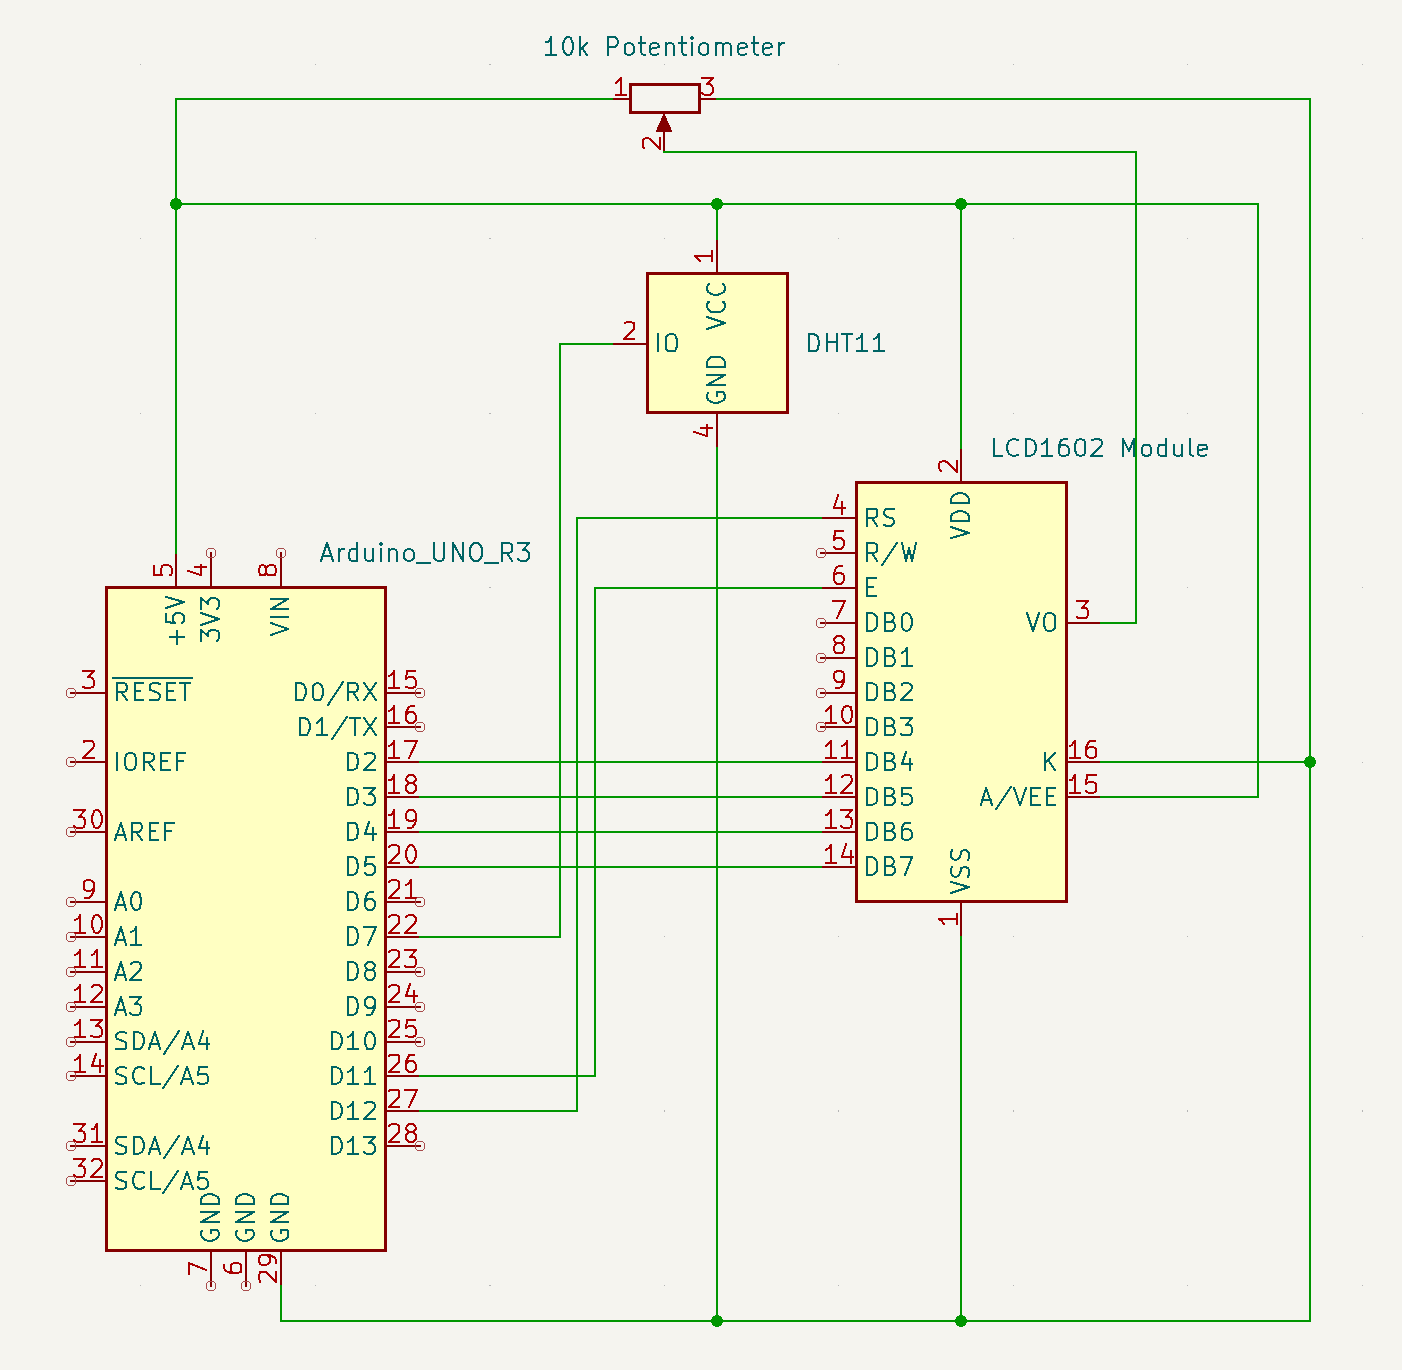 10k Potentiometer
1 3
2
1
VCC
2 IO
DHT11
GND
4
LCD1602 Module
2
VDD
4 RS
5 R/W
6 E
7 DB0
VO 3
8 DB1
9 DB2
10 DB3
11 DB4
K 16
12 DB5
A/VEE 15
13 DB6
14 DB7
VSS
1
Arduino_UNO_R3
5 4 8
+5V 3V3 VIN
3 RESET
D0/RX 15
D1/TX 16
2 IOREF
D2 17
D3 18
30 AREF
D4 19
D5 20
9 A0
D6 21
10 A1
D7 22
11 A2
D8 23
12 A3
D9 24
13 SDA/A4
D10 25
14 SCL/A5
D11 26
D12 27
31 SDA/A4
D13 28
32 SCL/A5
GND GND GND
7 6 29